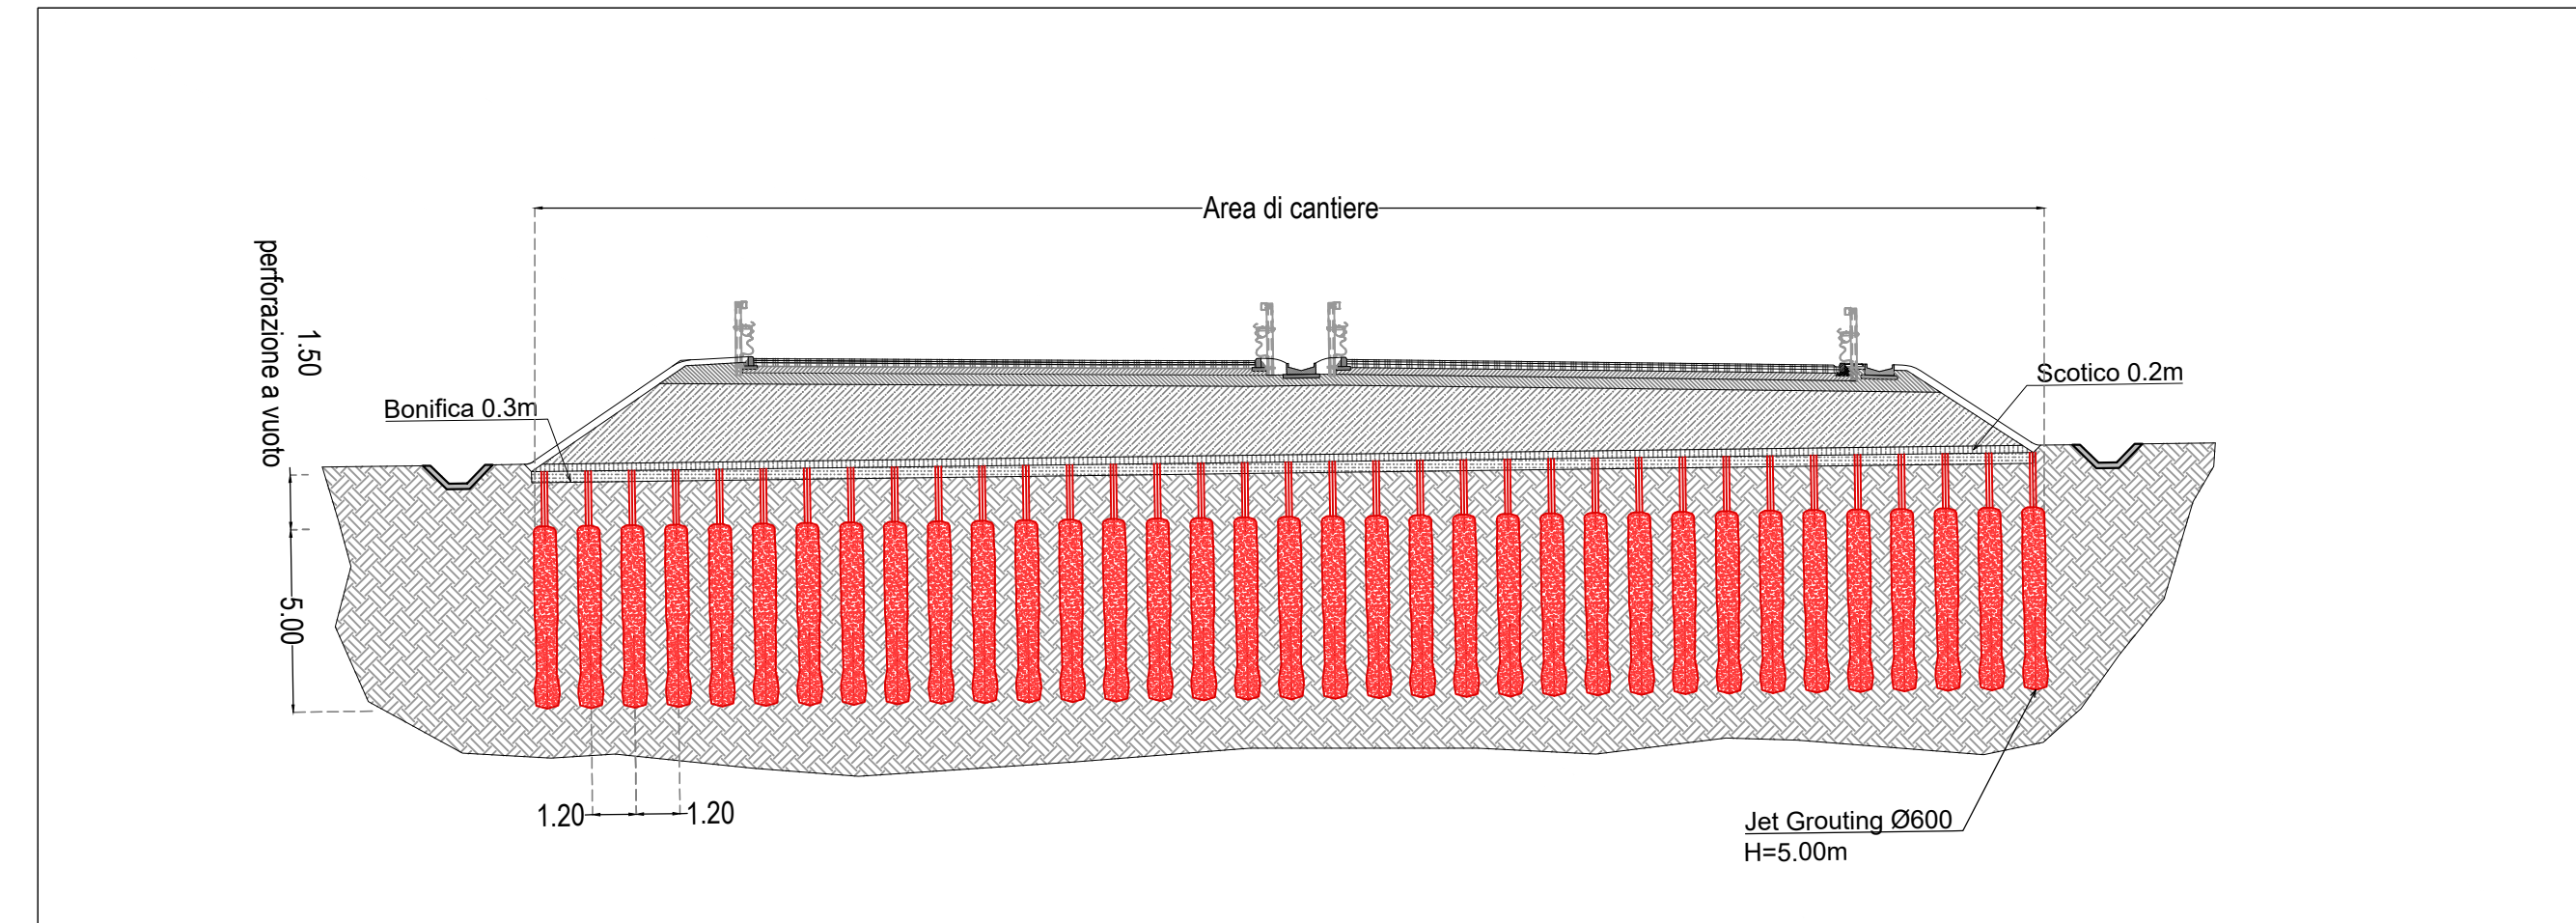 Area di cantiere
1.50
perforazione a vuoto
Scotico 0.2m
Bonifica 0.3m
5.00
1.20
1.20
Jet Grouting Ø600
H=5.00m